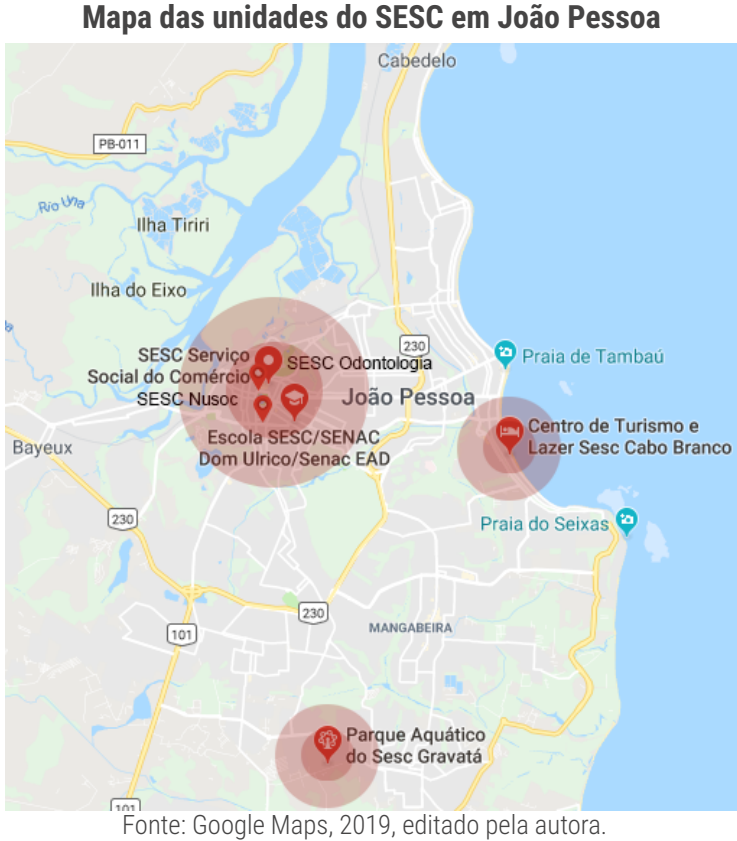 Mapa das unidades do SESC em João Pessoa
Cabedelo
PB-011
Rio Una
Ilha Tiriri
Ilha do Eixo
SESC Serviço
Social do Comércio
SESC Odontologia
SESC Nusoc
230
Praia de Tambaú
João Pessoa
Escola SESC/SENAC
Dom Ulrico/Senac EAD
Centro de Turismo e
Lazer Sesc Cabo Branco
Bayeux
230
Praia do Seixas
230
101
MANGABEIRA
Parque Aquático
do Sesc Gravatá
101
Fonte: Google Maps, 2019, editado pela autora.